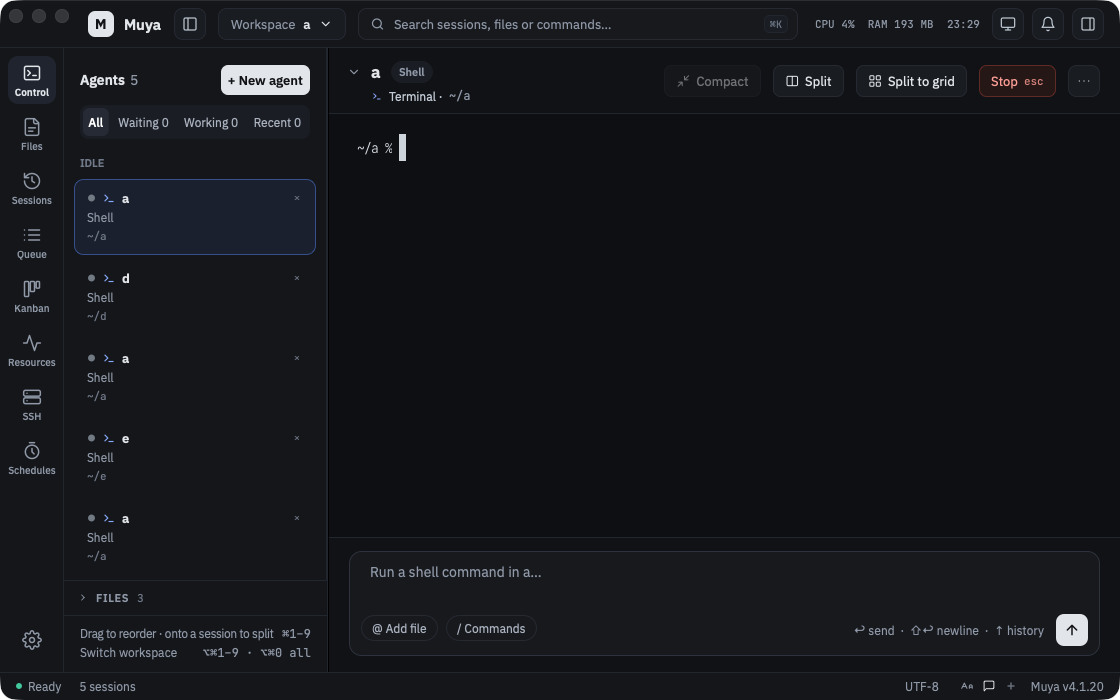 M Muya Workspace a Search sessions, files or commands... ⌘K CPU 4% RAM 193 MB 23:29
Control
Files
Sessions
Queue
Kanban
Resources
SSH
Schedules
Agents 5 + New agent
All Waiting 0 Working 0 Recent 0
IDLE
a ×
Shell
~/a
d ×
Shell
~/d
a ×
Shell
~/a
e ×
Shell
~/e
a ×
Shell
~/a
FILES 3
Drag to reorder · onto a session to split ⌘1–9
Switch workspace ⌥⌘1–9 · ⌥⌘0 all
a Shell
Terminal · ~/a
Compact Split Split to grid Stop esc ...
~/a %
Run a shell command in a...
@ Add file / Commands
↩ send · ⇧↩ newline · ↑ history
Ready 5 sessions UTF-8 Aa + Muya v4.1.20